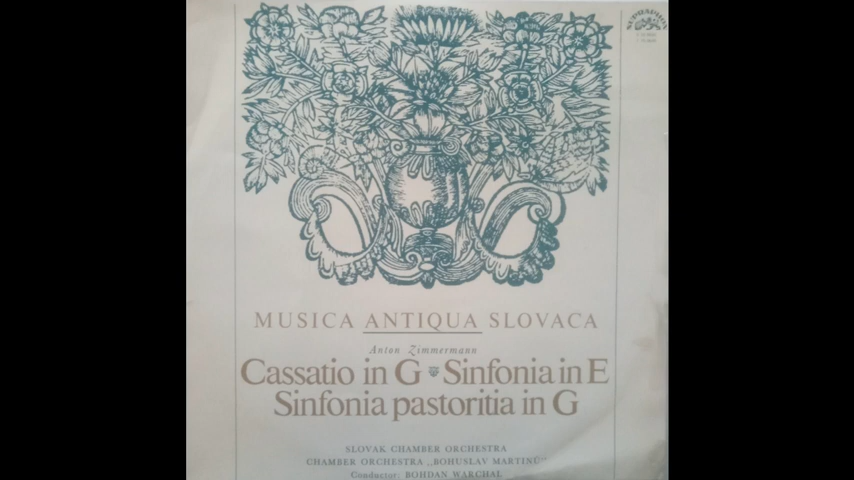 SUPRAPHON
MUSICA ANTIQUA SLOVACA
Anton Zimmermann
Cassatio in G Sinfonia in E
Sinfonia pastoritia in G
SLOVAK CHAMBER ORCHESTRA
CHAMBER ORCHESTRA „BOHUSLAV MARTINŮ"
Conductor: BOHDAN WARCHAL